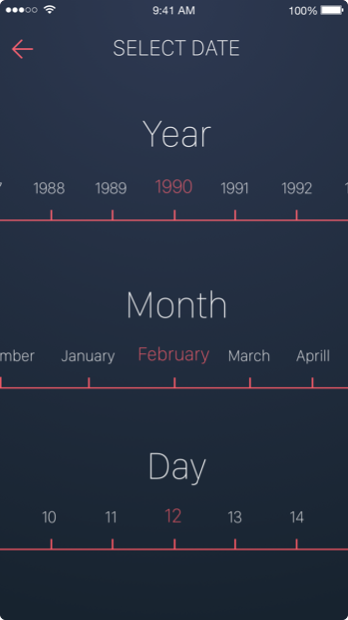 9:41 AM 100%
SELECT DATE
Year
1988 1989 1990 1991 1992
Month
mber January February March Aprill
Day
10 11 12 13 14